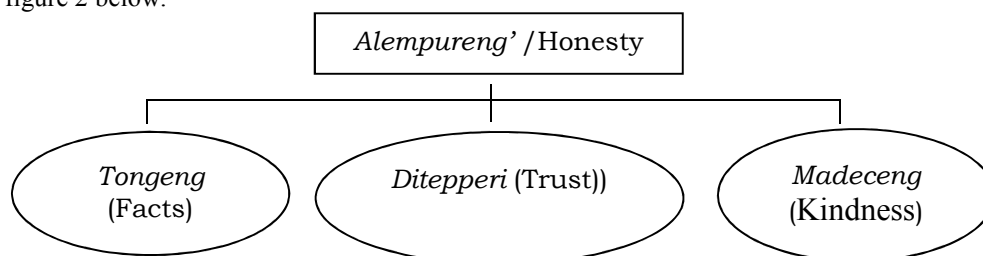 figure 2 below.
Alempureng' /Honesty
Tongeng
(Facts)
Ditepperi (Trust))
Madeceng
(Kindness)